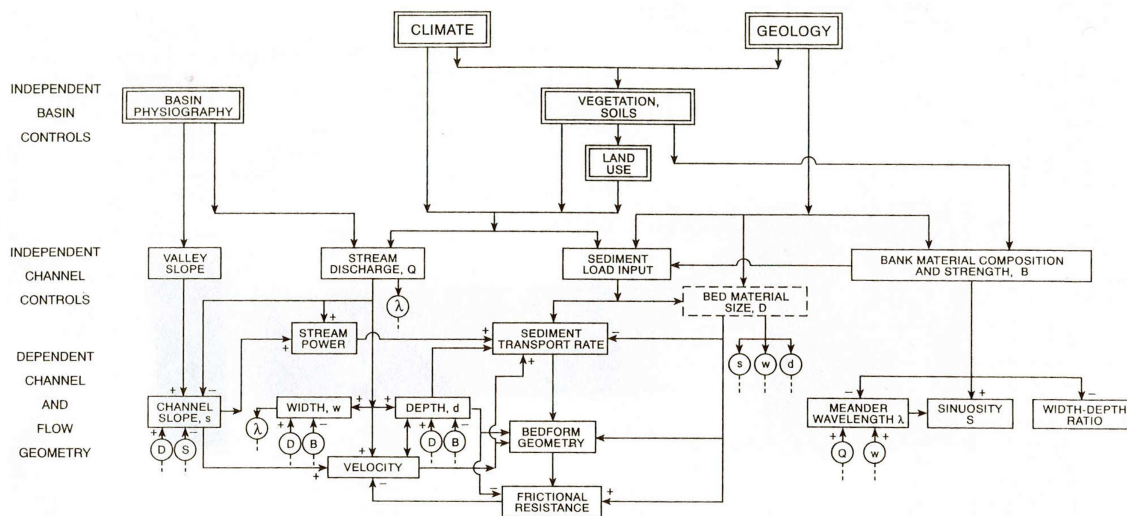 CLIMATE
GEOLOGY
INDEPENDENT
BASIN
CONTROLS
BASIN
PHYSIOGRAPHY
VEGETATION,
SOILS
LAND
USE
INDEPENDENT
CHANNEL
CONTROLS
VALLEY
SLOPE
STREAM
DISCHARGE, Q
SEDIMENT
LOAD INPUT
BANK MATERIAL COMPOSITION
AND STRENGTH, B
λ
BED MATERIAL
SIZE, D
+
STREAM
POWER
+
+
SEDIMENT
TRANSPORT RATE
−
+
s
w
d
DEPENDENT
CHANNEL
AND
FLOW
GEOMETRY
+
−
CHANNEL
SLOPE, s
+
−
D
S
λ
WIDTH, w
+
−
D
B
+
+
DEPTH, d
+
−
D
B
+
+
VELOCITY
−
BEDFORM
GEOMETRY
−
+
FRICTIONAL
RESISTANCE
−
+
−
MEANDER
WAVELENGTH λ
+
+
Q
w
SINUOSITY
S
WIDTH-DEPTH
RATIO